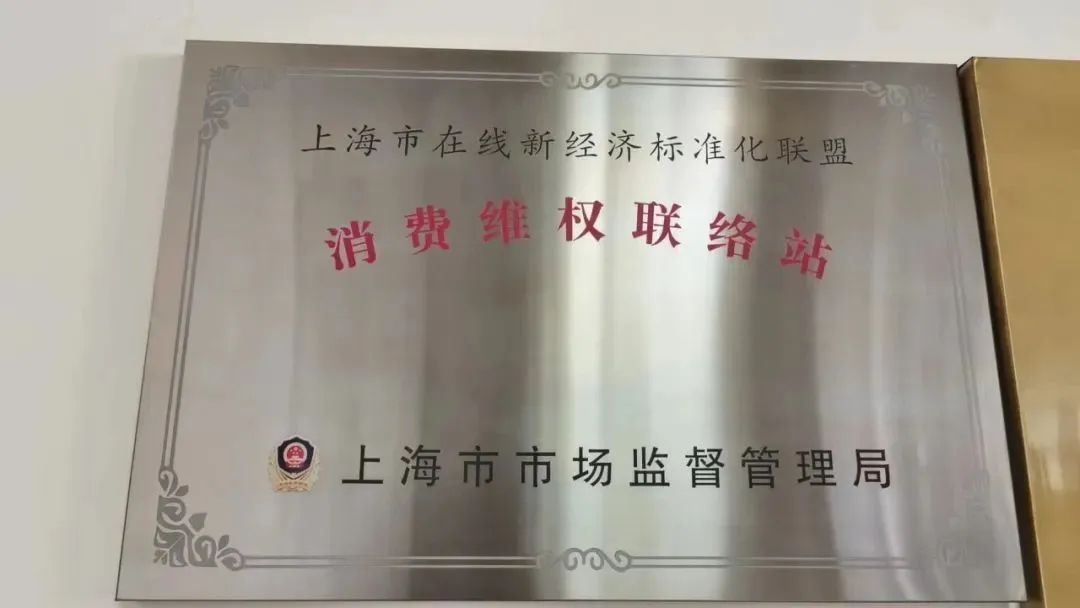 上海市在线新经济标准化联盟
消费维权联络站
上海市市场监督管理局